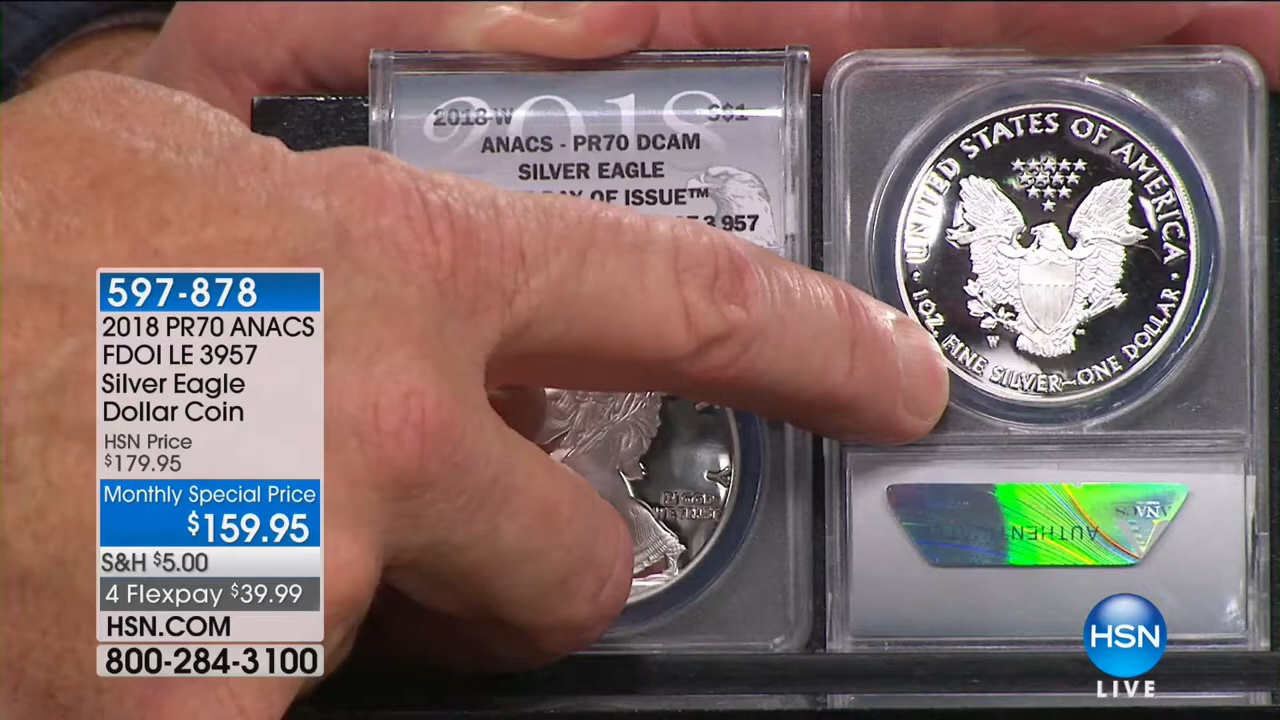 597-878
2018 PR70 ANACS
FDOI LE 3957
Silver Eagle
Dollar Coin
HSN Price
$179.95
Monthly Special Price
$159.95
S&H $5.00
4 Flexpay $39.99
HSN.COM
800-284-3100
2018
2018-W S$1
ANACS - PR70 DCAM
SILVER EAGLE
OF ISSUE™
3,957
UNITED STATES OF AMERICA
W
1 OZ. FINE SILVER—ONE DOLLAR
ANACS
HSN
LIVE